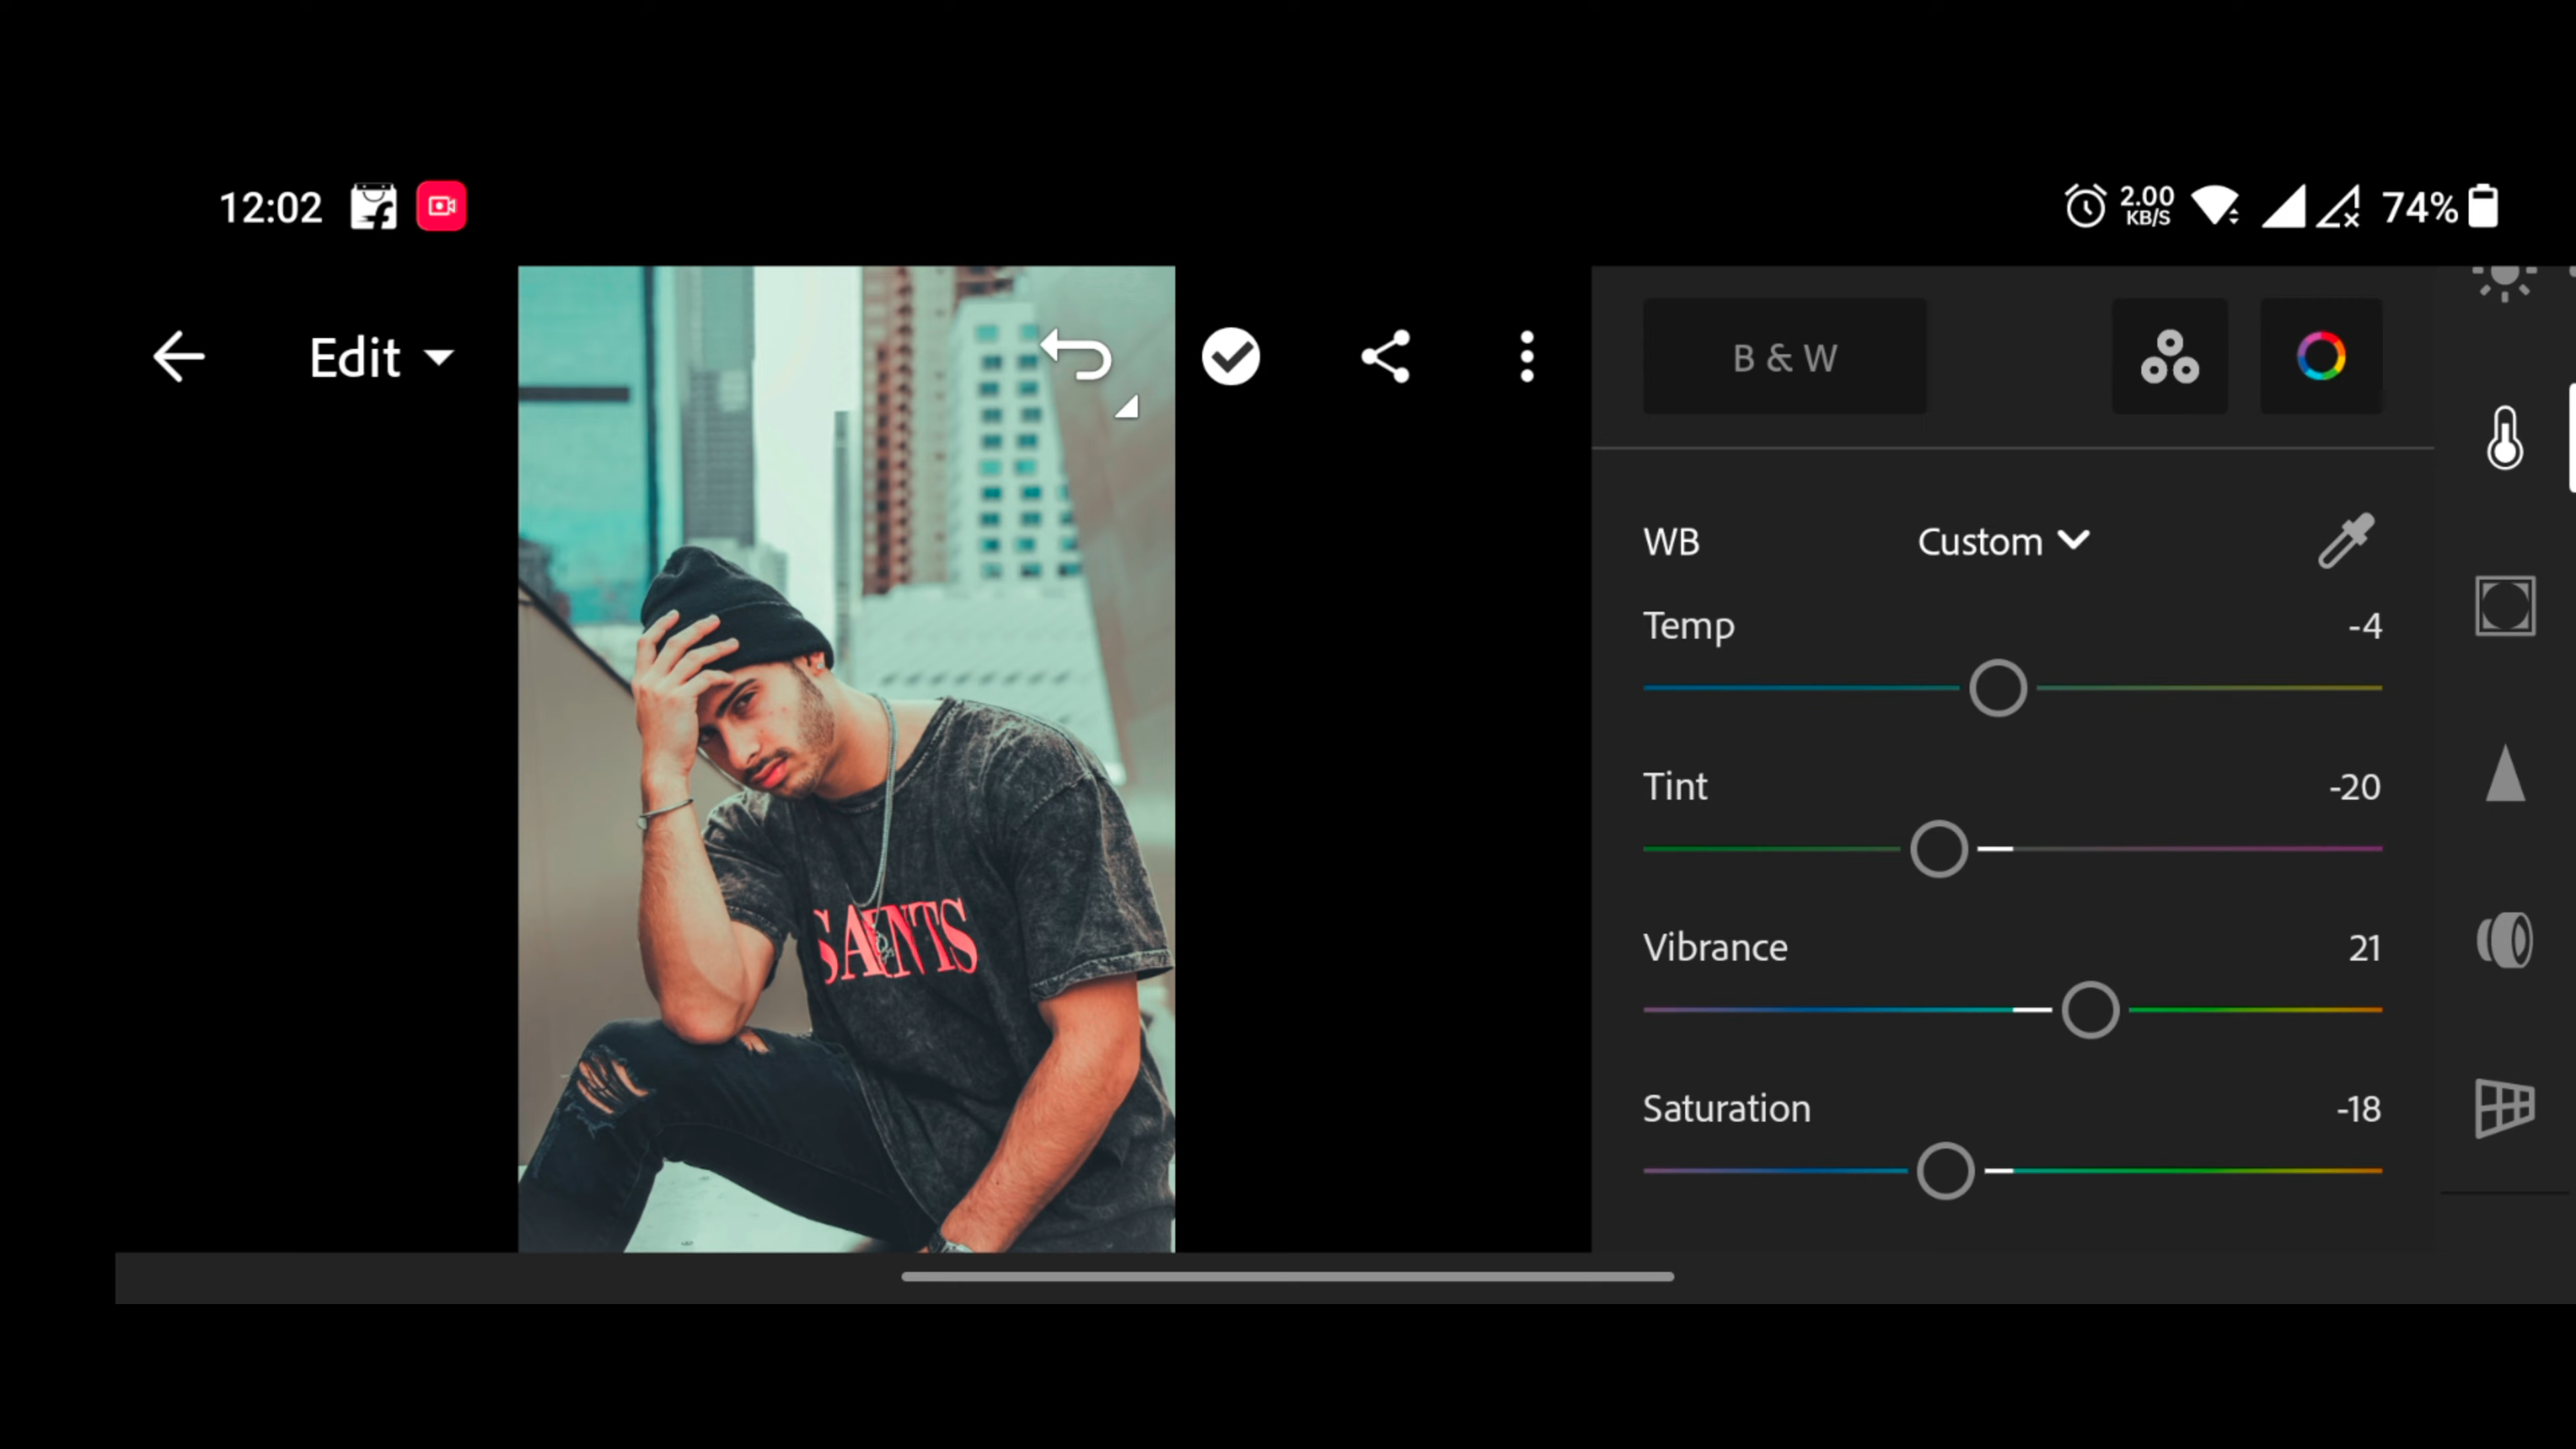 12:02
2.00
KB/S
74%
Edit
B & W
WB Custom
Temp -4
Tint -20
Vibrance 21
Saturation -18
SAINTS